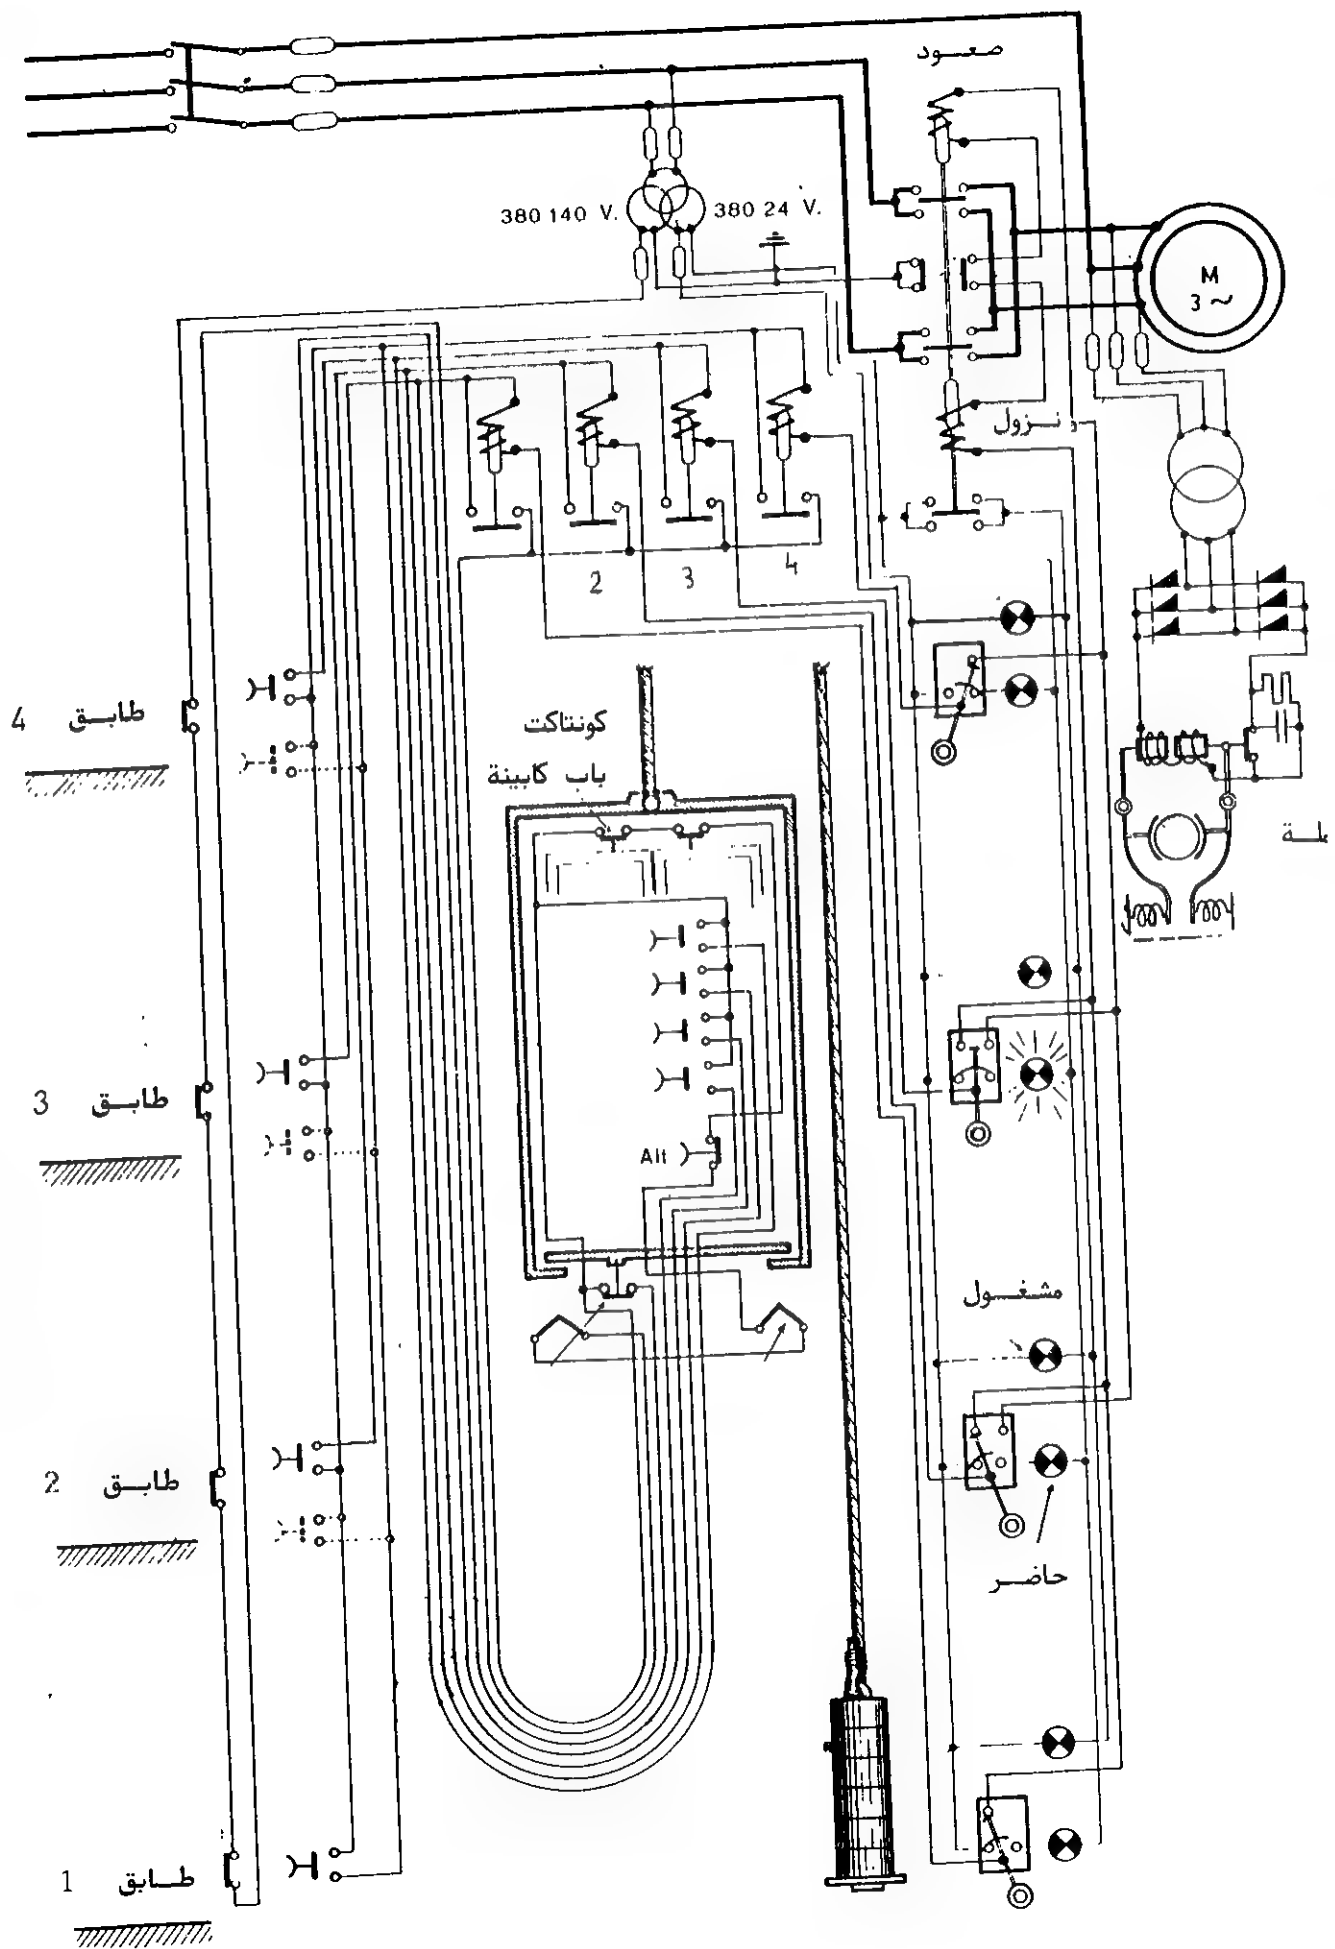 صعود
380 140 V.
380 24 V.
M
3 ~
نزول
2
3
4
4 طابق
كونتاكت
باب كابينة
3 طابق
Alt
مشغول
2 طابق
حاضر
1 طابق